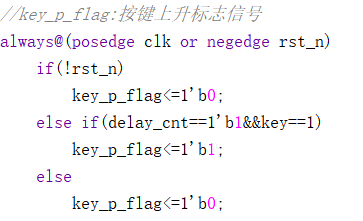 //key_p_flag:按键上升标志信号
always@(posedge clk or negedge rst_n)
if(!rst_n)
key_p_flag<=1'b0;
else if(delay_cnt==1'b1&&key==1)
key_p_flag<=1'b1;
else
key_p_flag<=1'b0;